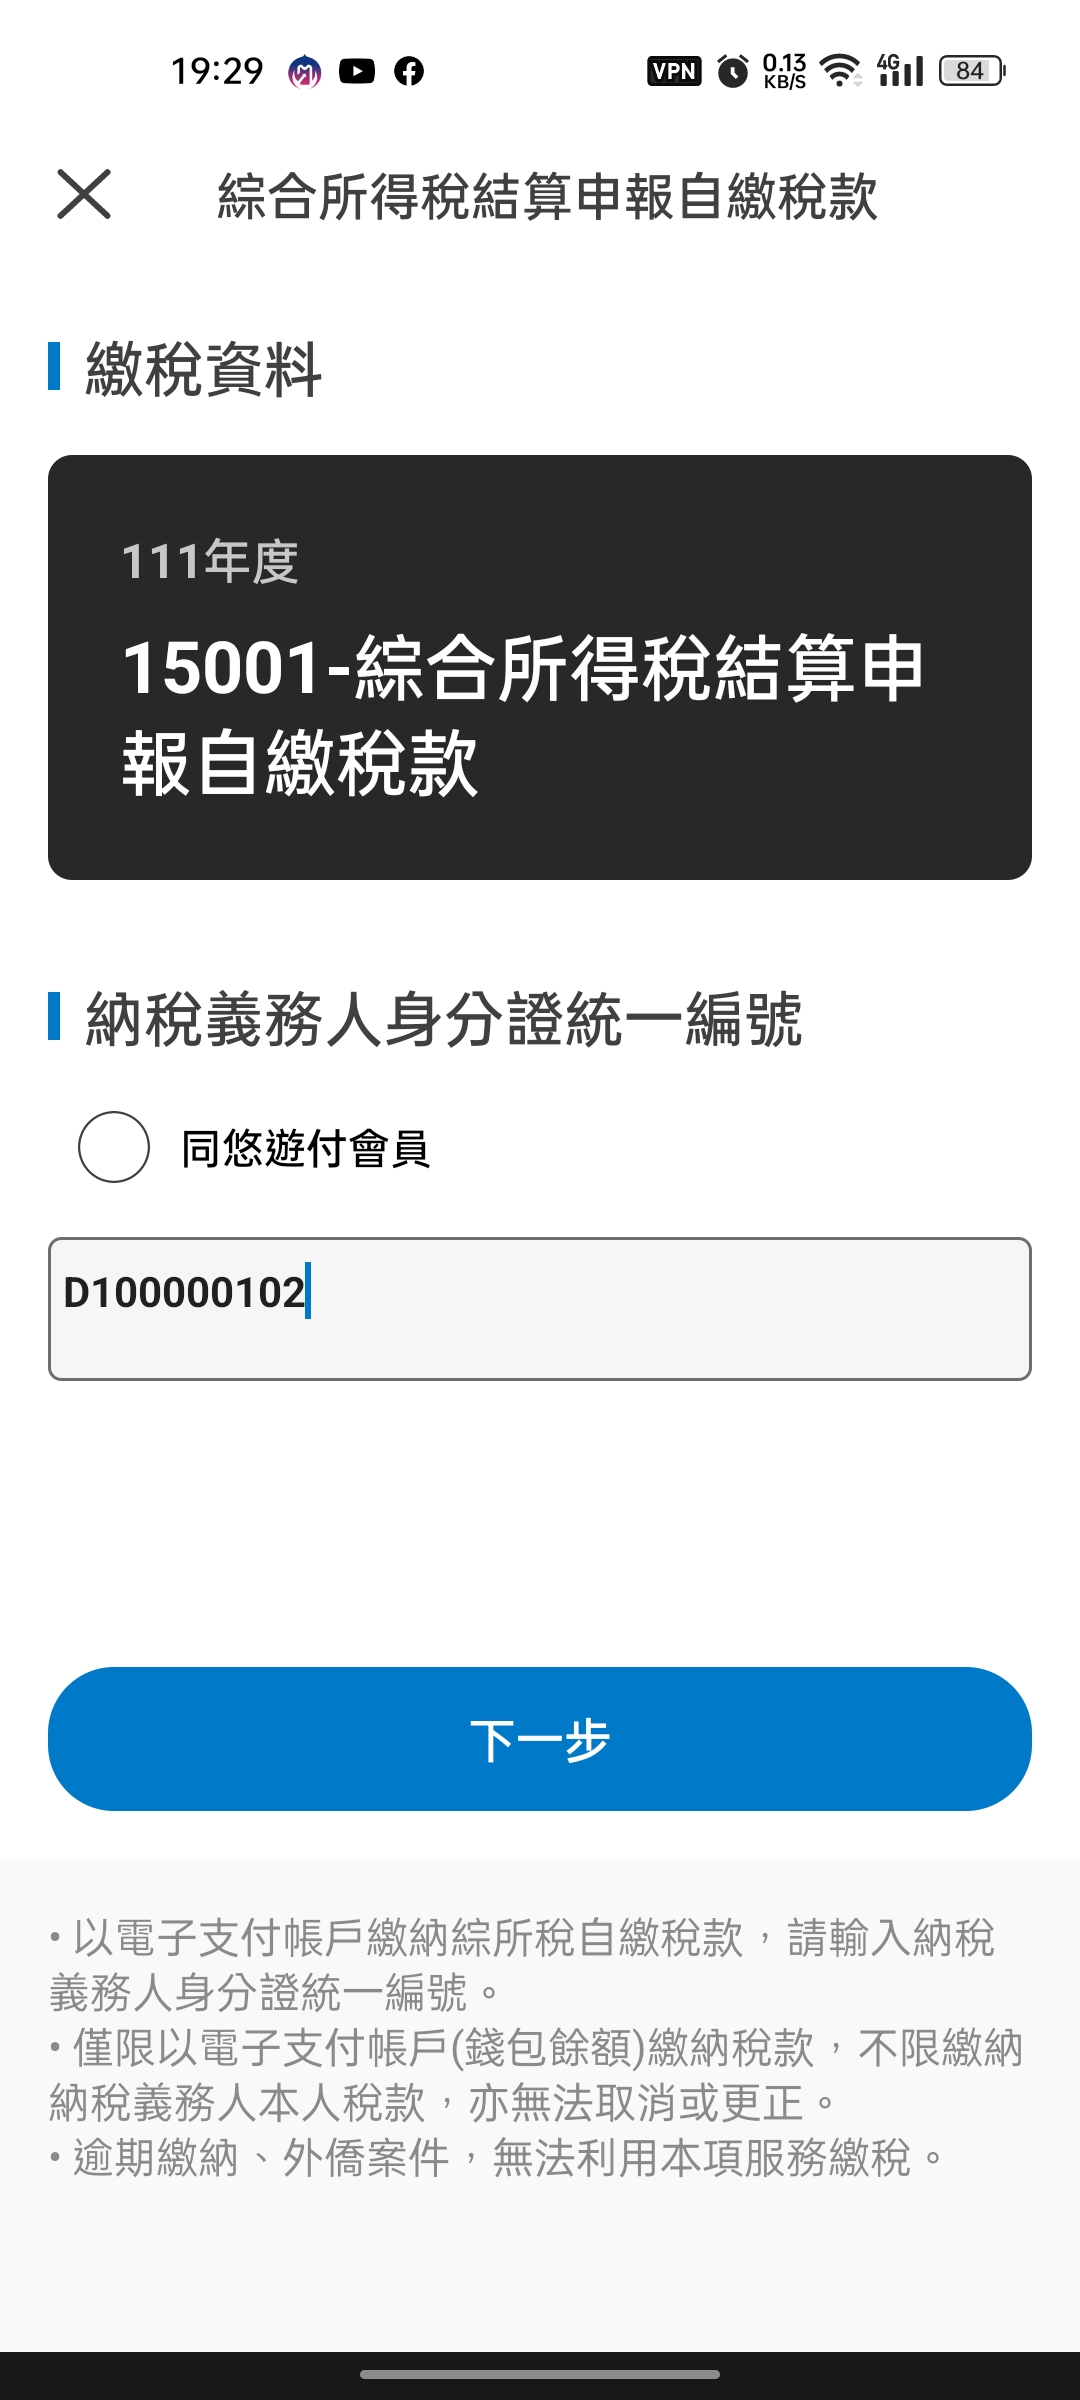 19:29 VPN 0.13 KB/S 4G 84
綜合所得稅結算申報自繳稅款
繳稅資料
111年度
15001-綜合所得稅結算申
報自繳稅款
納稅義務人身分證統一編號
同悠遊付會員
D100000102
下一步
• 以電子支付帳戶繳納綜所稅自繳稅款，請輸入納稅
義務人身分證統一編號。
• 僅限以電子支付帳戶(錢包餘額)繳納稅款，不限繳納
納稅義務人本人稅款，亦無法取消或更正。
• 逾期繳納、外僑案件，無法利用本項服務繳稅。